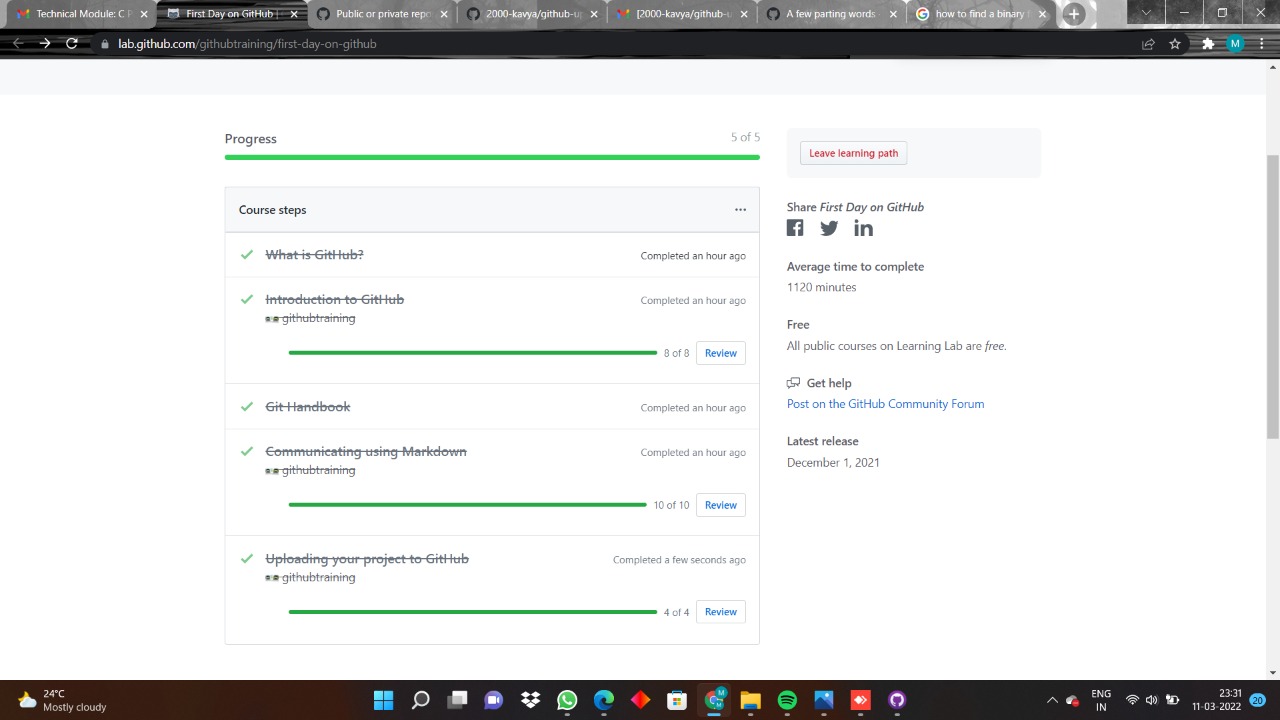 Technical Module: C P
First Day on GitHub |
Public or private repo
2000-kavya/github-up
[2000-kavya/github-u
A few parting words
how to find a binary f
lab.github.com/githubtraining/first-day-on-github
M
Progress
5 of 5
Leave learning path
Course steps
What is GitHub?
Completed an hour ago
Introduction to GitHub
Completed an hour ago
githubtraining
8 of 8
Review
Git Handbook
Completed an hour ago
Communicating using Markdown
Completed an hour ago
githubtraining
10 of 10
Review
Uploading your project to GitHub
Completed a few seconds ago
githubtraining
4 of 4
Review
Share First Day on GitHub
Average time to complete
1120 minutes
Free
All public courses on Learning Lab are free.
Get help
Post on the GitHub Community Forum
Latest release
December 1, 2021
24°C
Mostly cloudy
ENG
IN
23:31
11-03-2022
20